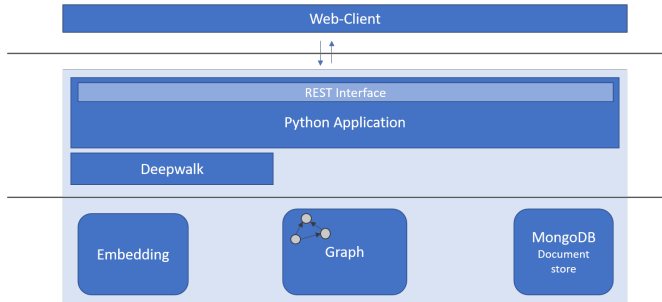 Web-Client
REST Interface
Python Application
Deepwalk
Embedding
Graph
MongoDB
Document
store